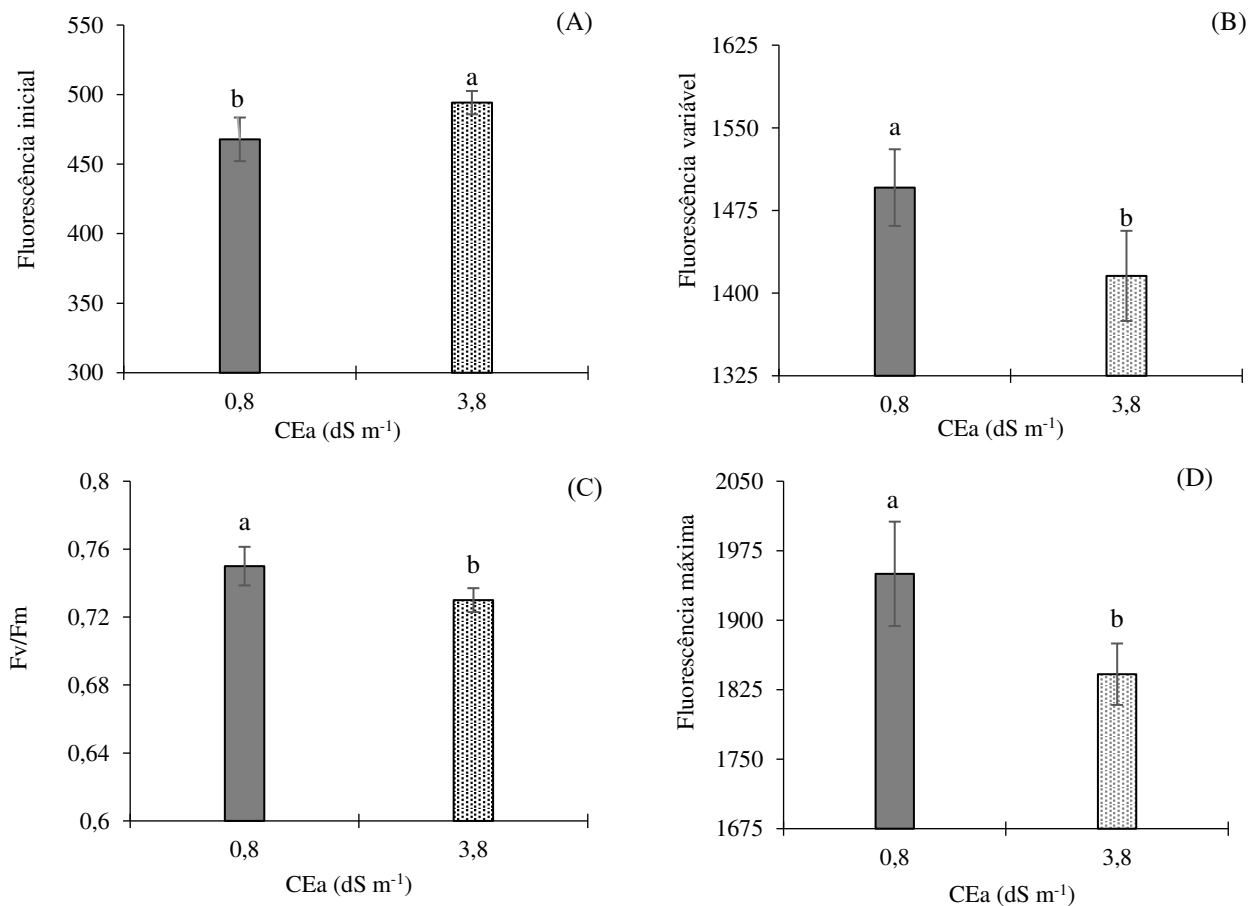 (A)
Fluorescência inicial
550
500
450
400
350
300
b
a
0,8
3,8
CEa (dS m-1)
(B)
Fluorescência variável
1625
1550
1475
1400
1325
a
b
0,8
3,8
CEa (dS m-1)
(C)
Fv/Fm
0,8
0,76
0,72
0,68
0,64
0,6
a
b
0,8
3,8
CEa (dS m-1)
(D)
Fluorescência máxima
2050
1975
1900
1825
1750
1675
a
b
0,8
3,8
CEa (dS m-1)